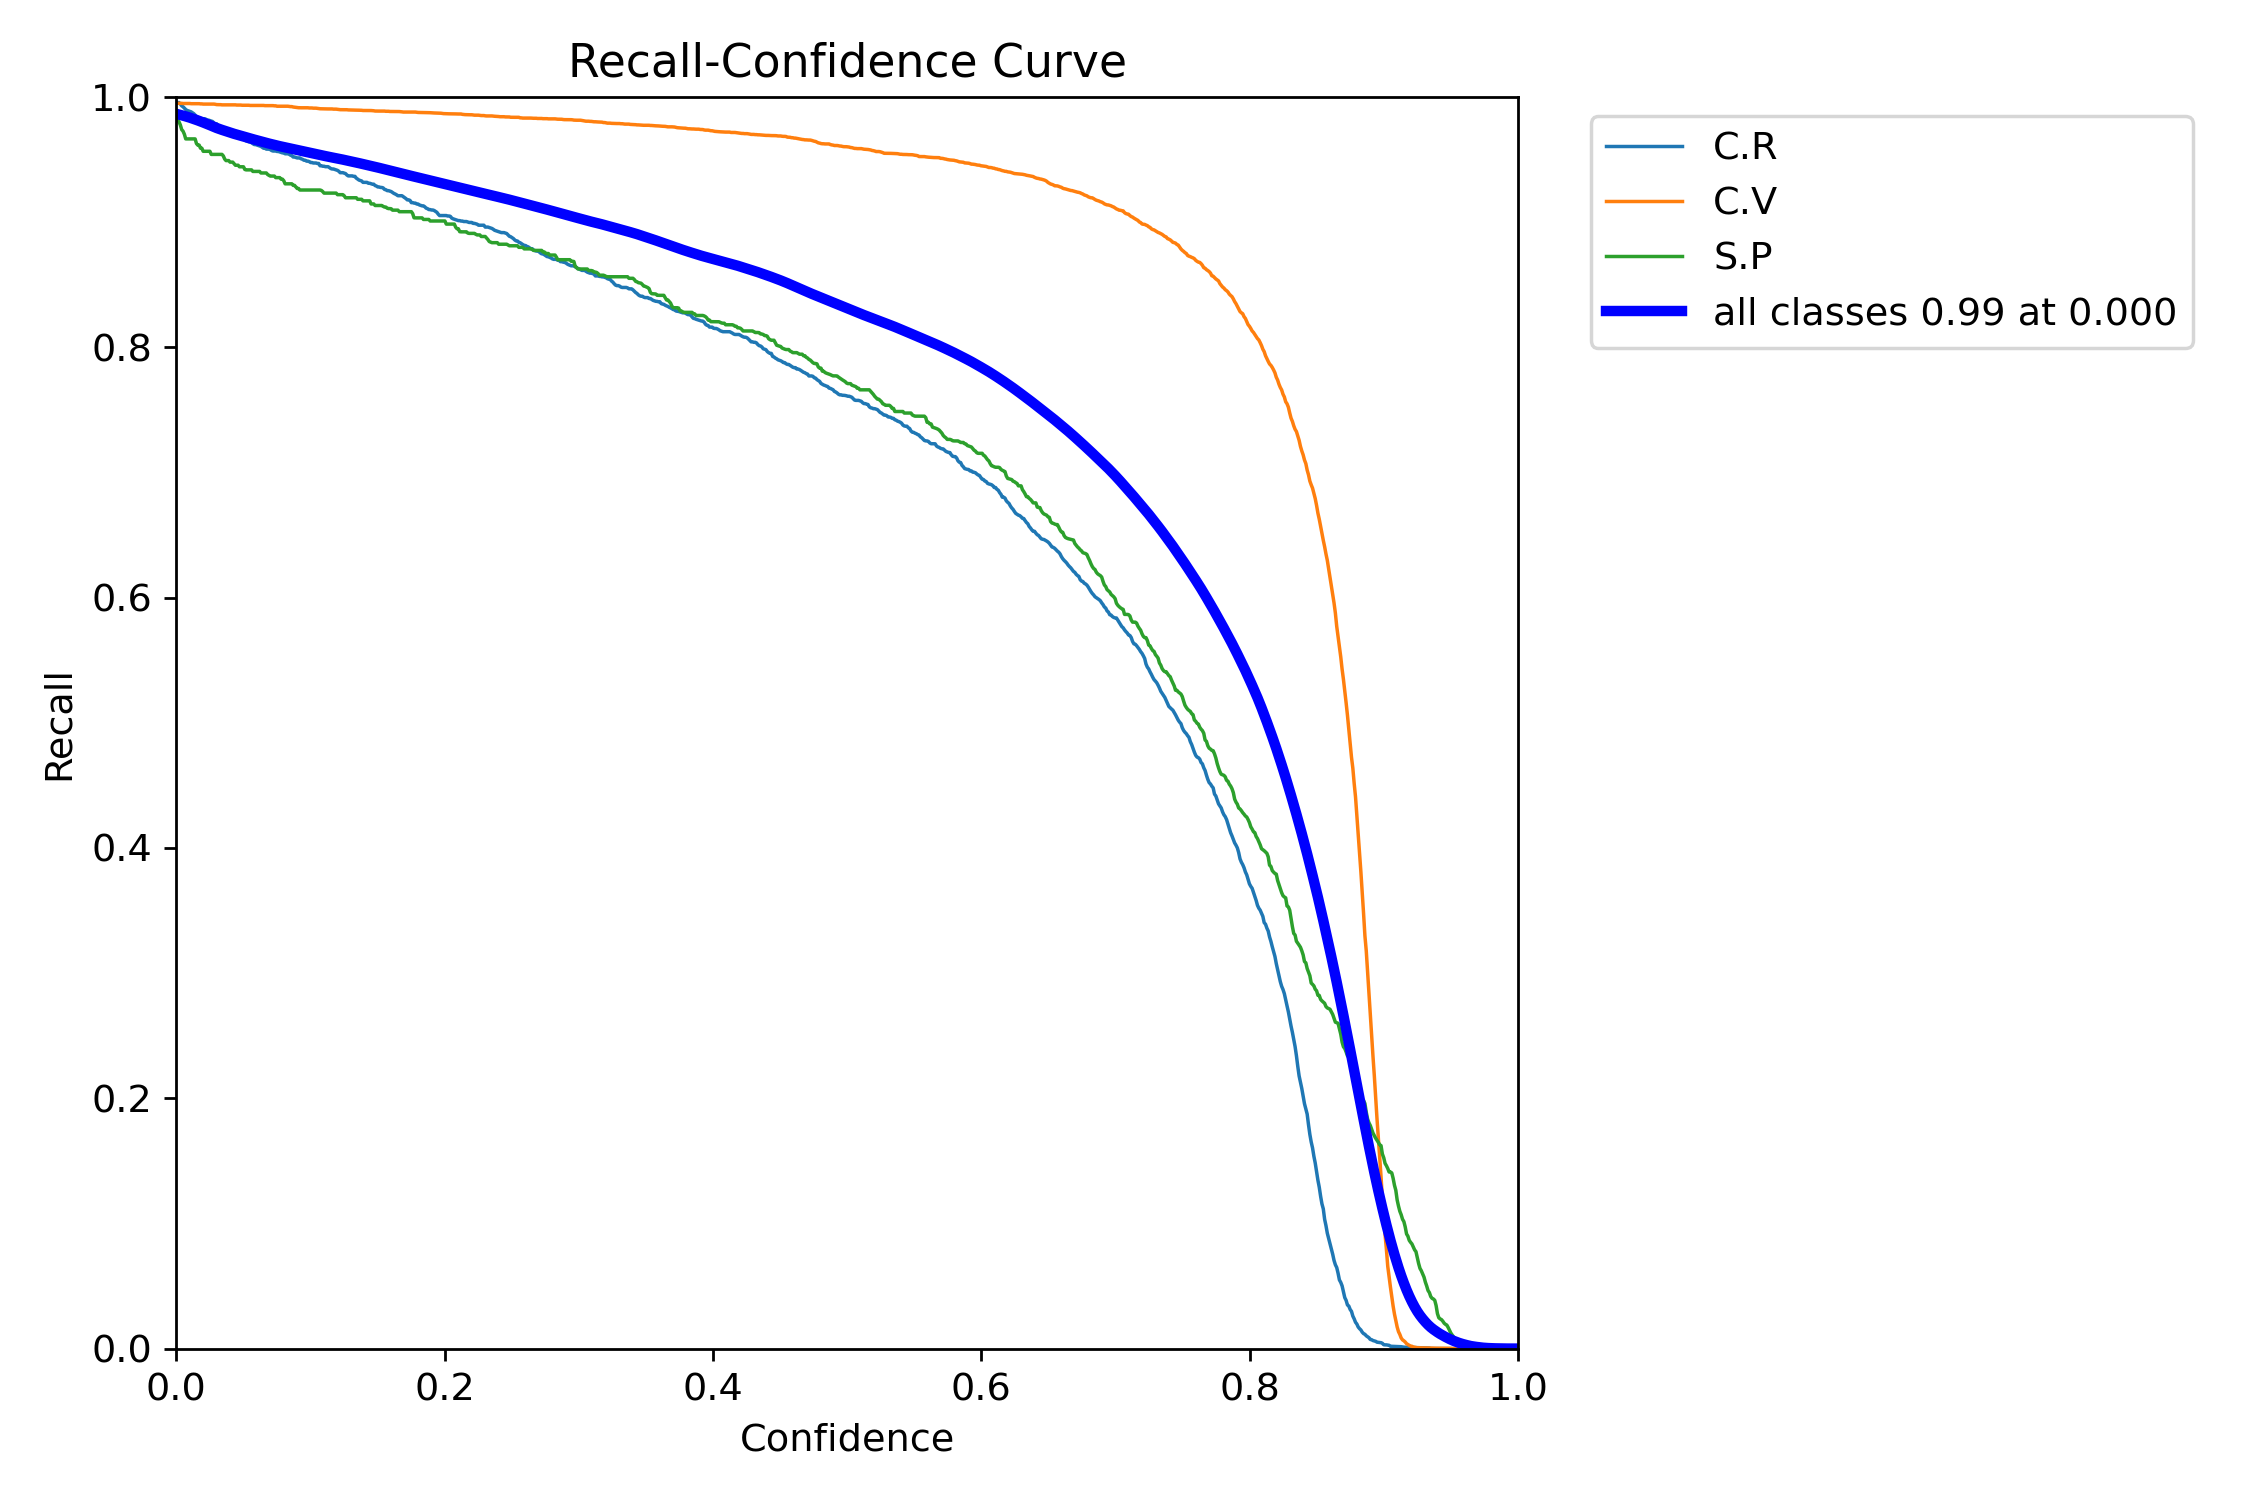 Recall-Confidence Curve
1.0
0.8
0.6
0.4
0.2
0.0
Recall
0.0 0.2 0.4 0.6 0.8 1.0
Confidence
C.R
C.V
S.P
all classes 0.99 at 0.000